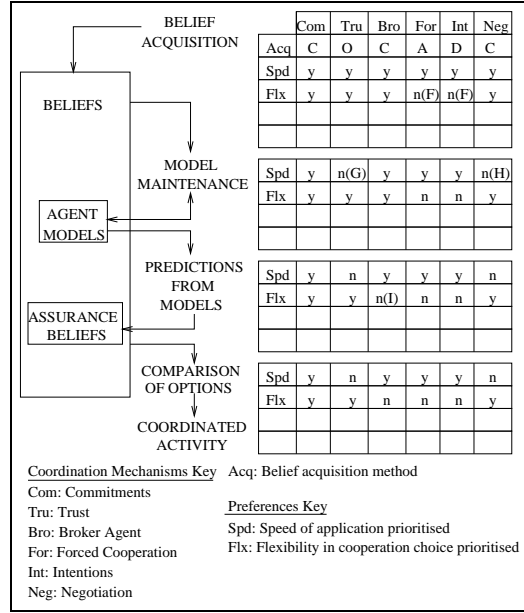 BELIEF
ACQUISITION
BELIEFS
MODEL
MAINTENANCE
AGENT
MODELS
PREDICTIONS
FROM
MODELS
ASSURANCE
BELIEFS
COMPARISON
OF OPTIONS
COORDINATED
ACTIVITY
Com Tru Bro For Int Neg
Acq C O C A D C
Spd y y y y y y
Flx y y y n(F) n(F) y
Spd y n(G) y y y n(H)
Flx y y y n n y
Spd y n y y y n
Flx y y n(I) n n y
Spd y n y y y n
Flx y y n n n y
Coordination Mechanisms Key
Com: Commitments
Tru: Trust
Bro: Broker Agent
For: Forced Cooperation
Int: Intentions
Neg: Negotiation
Acq: Belief acquisition method
Preferences Key
Spd: Speed of application prioritised
Flx: Flexibility in cooperation choice prioritised